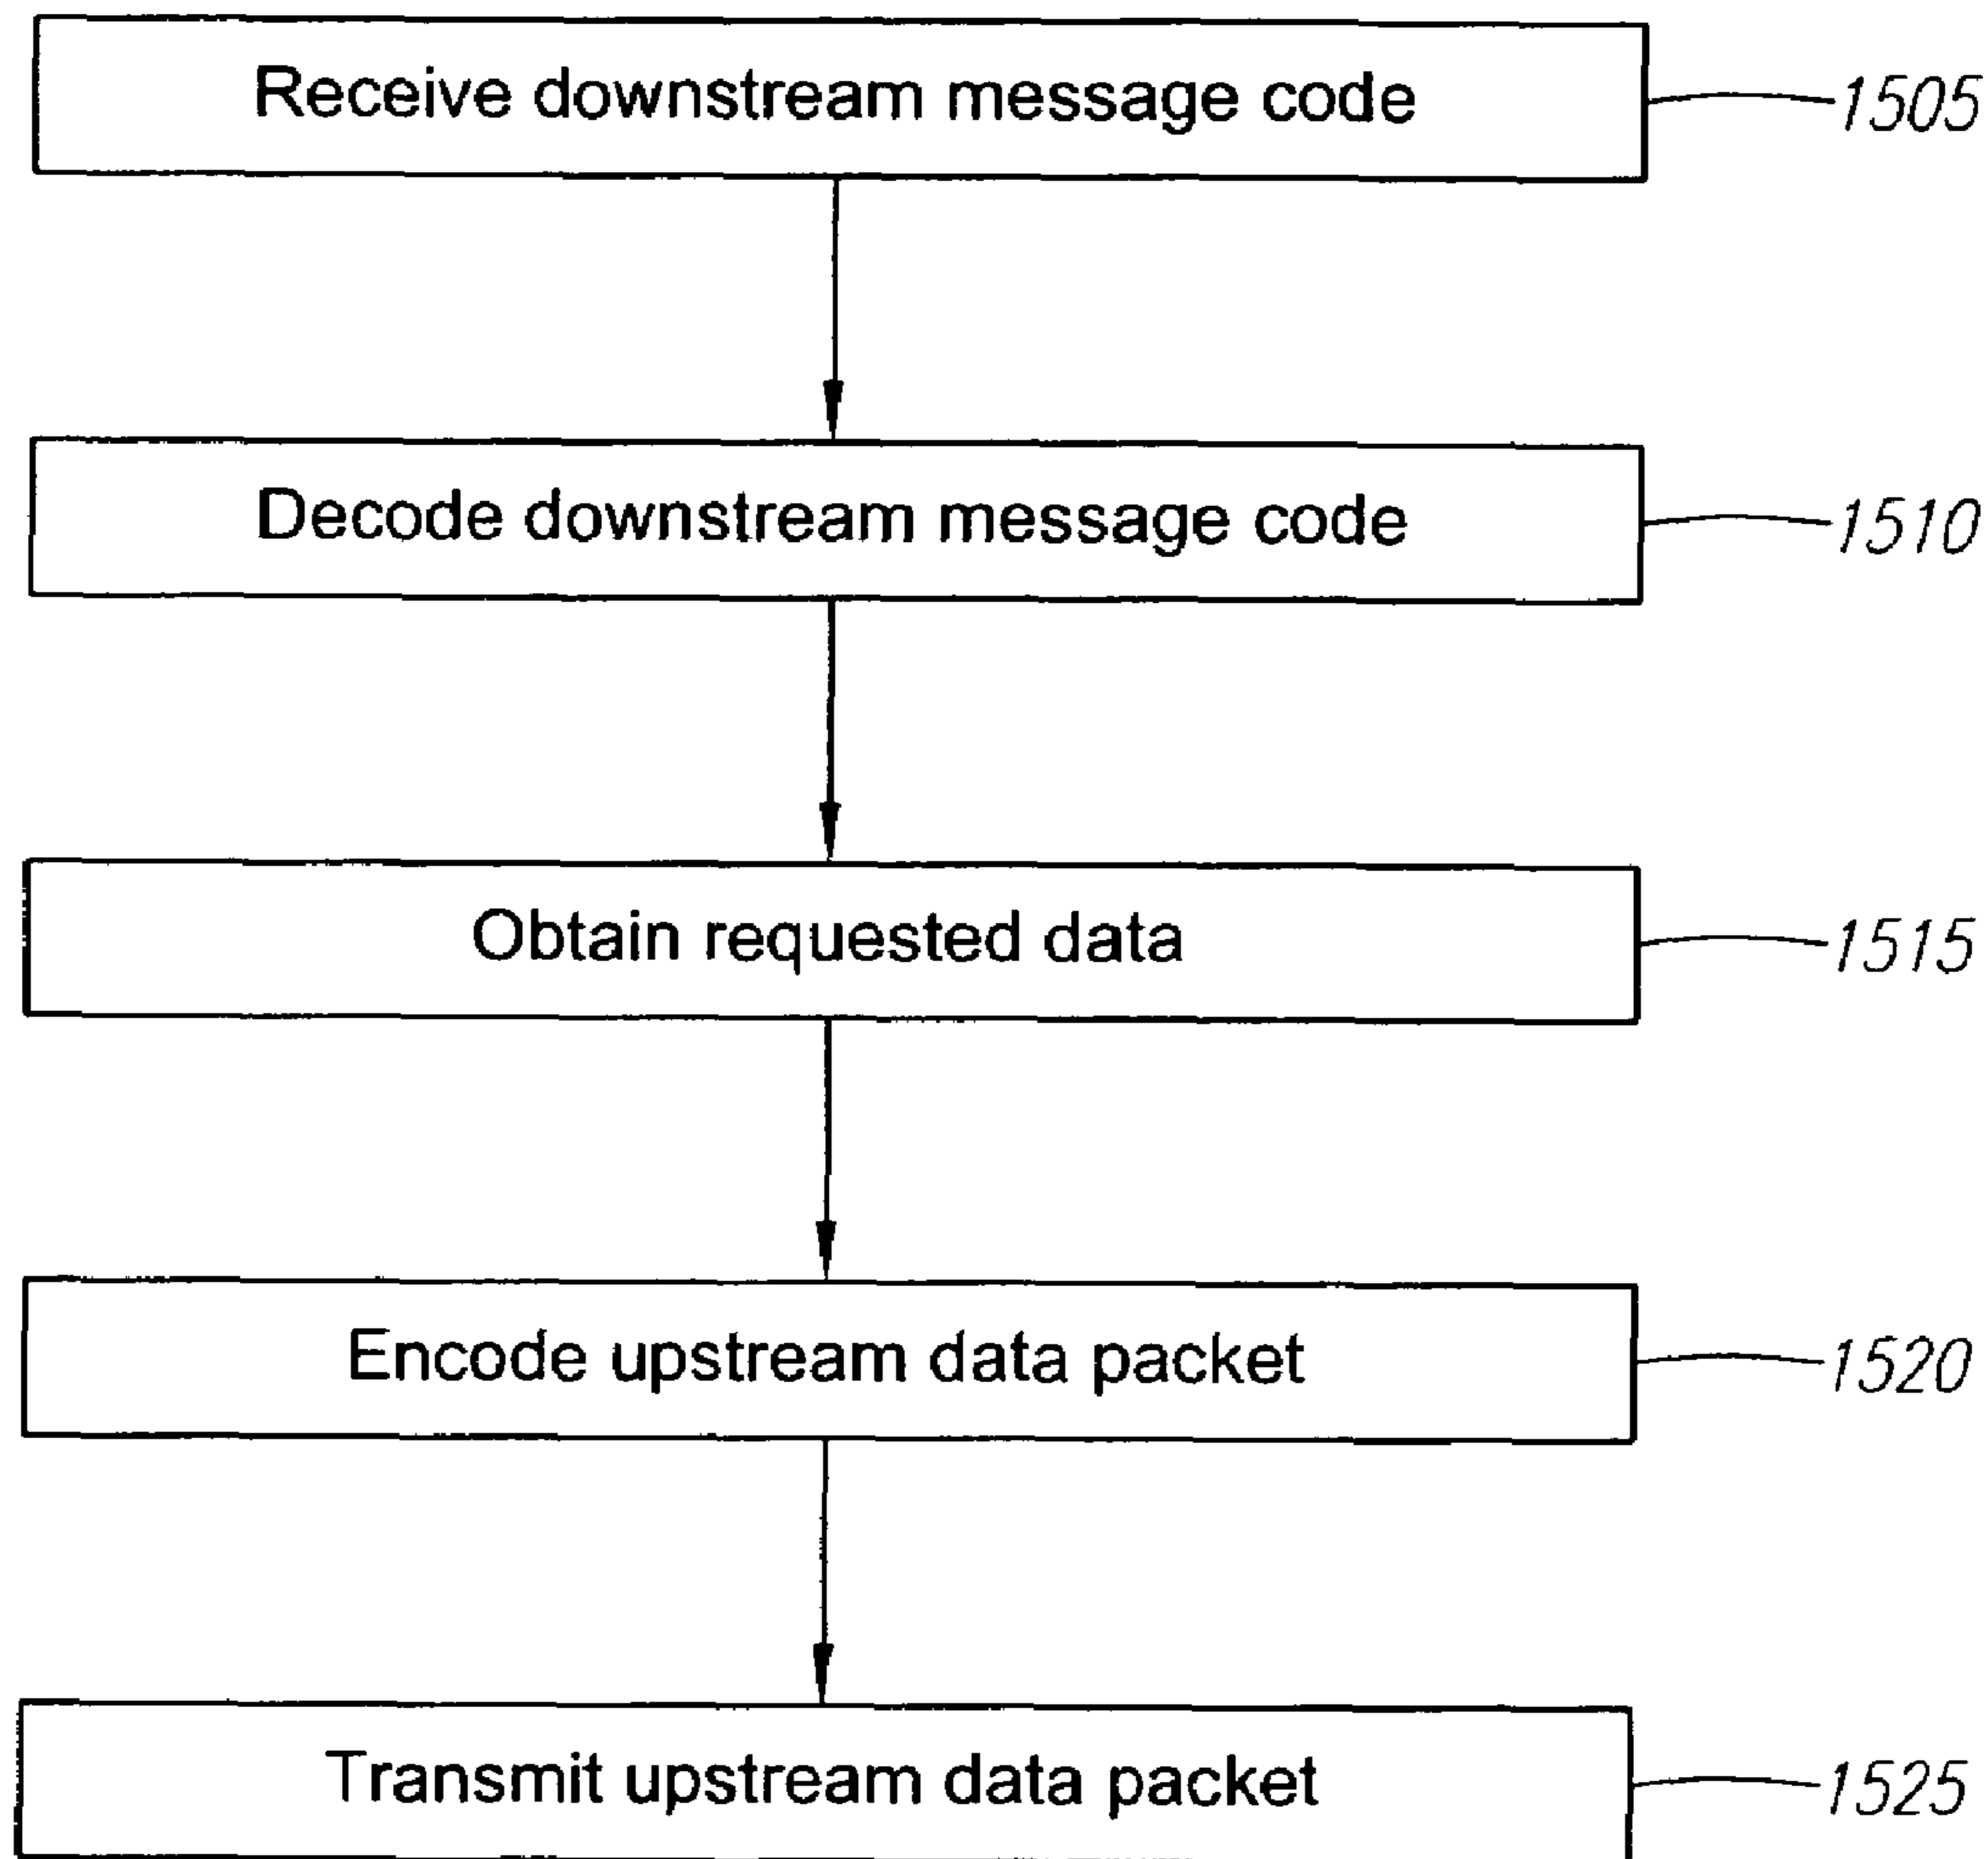 Receive downstream message code 1505
Decode downstream message code 1510
Obtain requested data 1515
Encode upstream data packet 1520
Transmit upstream data packet 1525